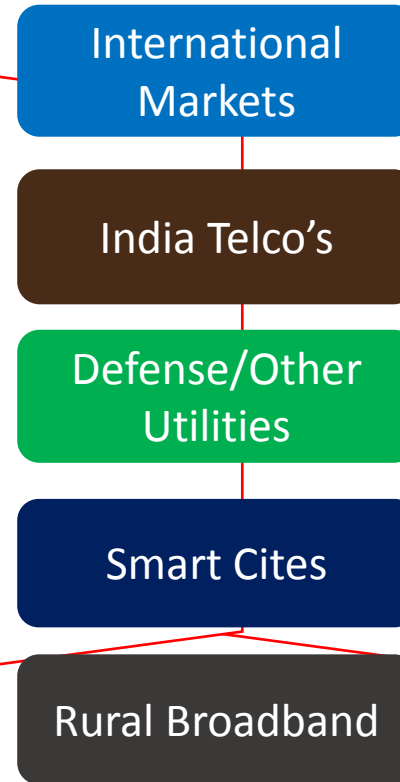 International
Markets
India Telco’s
Defense/Other
Utilities
Smart Cites
Rural Broadband